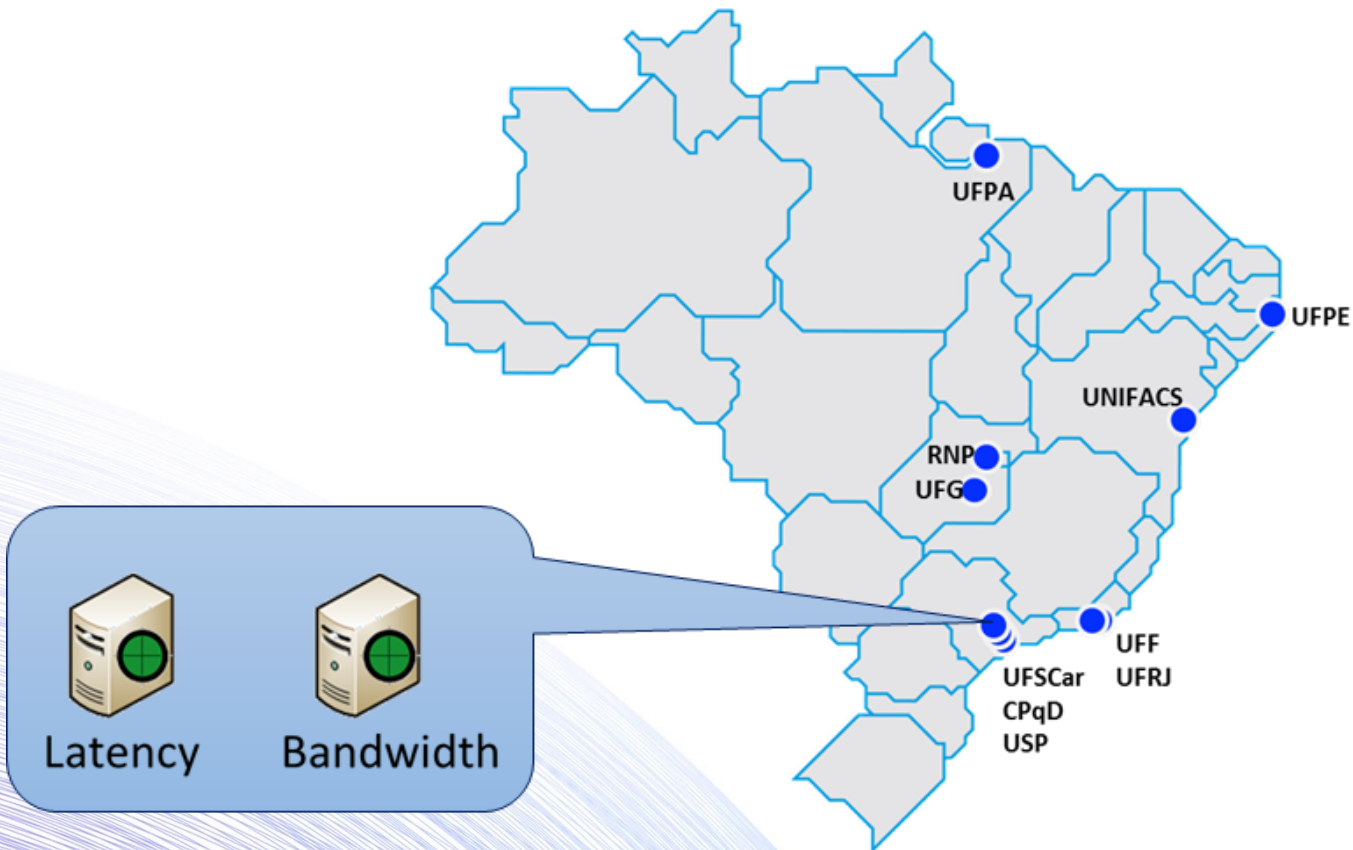 UFPA
UFPE
UNIFACS
RNP
UFG
UFF
UFRJ
UFSCar
CPqD
USP
Latency
Bandwidth